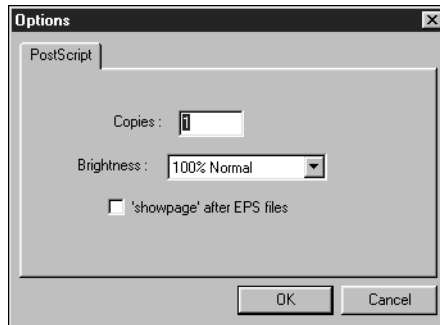 Options
PostScript
Copies : 1
Brightness : 100% Normal
'showpage' after EPS files
OK Cancel